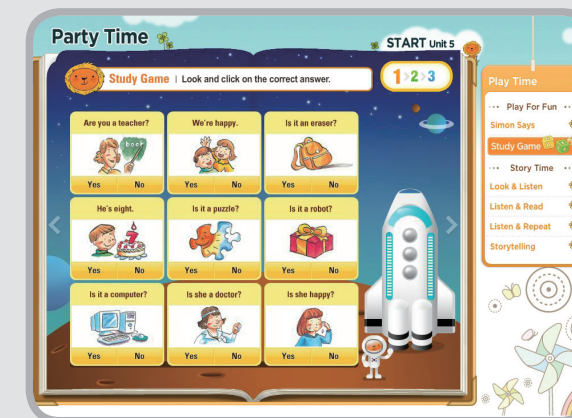 Party Time
START Unit 5
Study Game | Look and click on the correct answer.
1 2 3
Are you a teacher?
book
Yes No
We're happy.
Yes No
Is it an eraser?
Yes No
He's eight.
7
Yes No
Is it a puzzle?
Yes No
Is it a robot?
Yes No
Is it a computer?
Yes No
Is she a doctor?
Yes No
Is she happy?
Yes No
Play Time
Play For Fun
Simon Says
Study Game
Story Time
Look & Listen
Listen & Read
Listen & Repeat
Storytelling